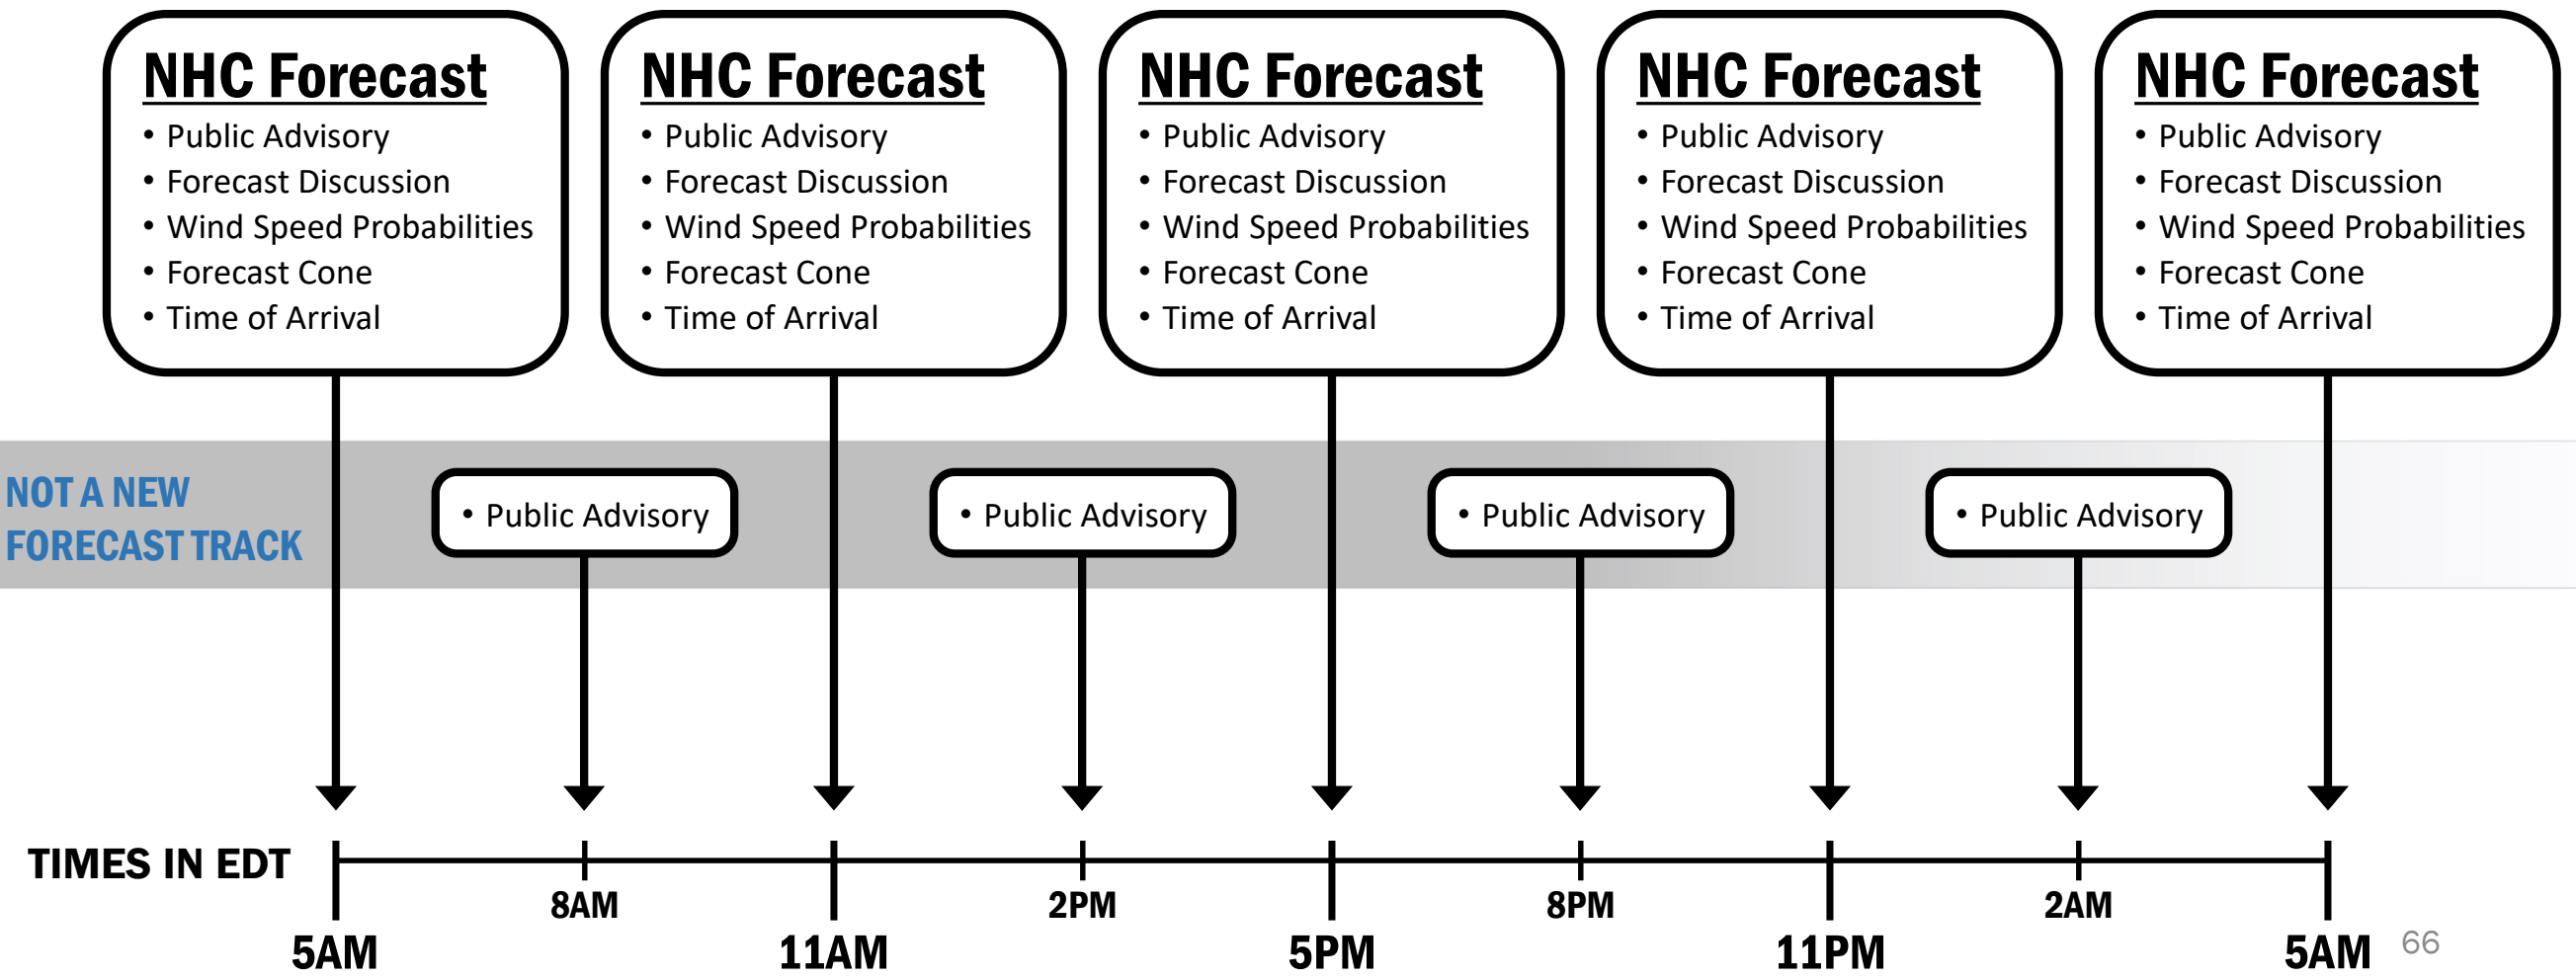 NHC Forecast
• Public Advisory
• Forecast Discussion
• Wind Speed Probabilities
• Forecast Cone
• Time of Arrival
NHC Forecast
• Public Advisory
• Forecast Discussion
• Wind Speed Probabilities
• Forecast Cone
• Time of Arrival
NHC Forecast
• Public Advisory
• Forecast Discussion
• Wind Speed Probabilities
• Forecast Cone
• Time of Arrival
NHC Forecast
• Public Advisory
• Forecast Discussion
• Wind Speed Probabilities
• Forecast Cone
• Time of Arrival
NHC Forecast
• Public Advisory
• Forecast Discussion
• Wind Speed Probabilities
• Forecast Cone
• Time of Arrival
NOT A NEW
FORECAST TRACK
• Public Advisory
• Public Advisory
• Public Advisory
• Public Advisory
TIMES IN EDT
5AM
8AM
11AM
2PM
5PM
8PM
11PM
2AM
5AM
66